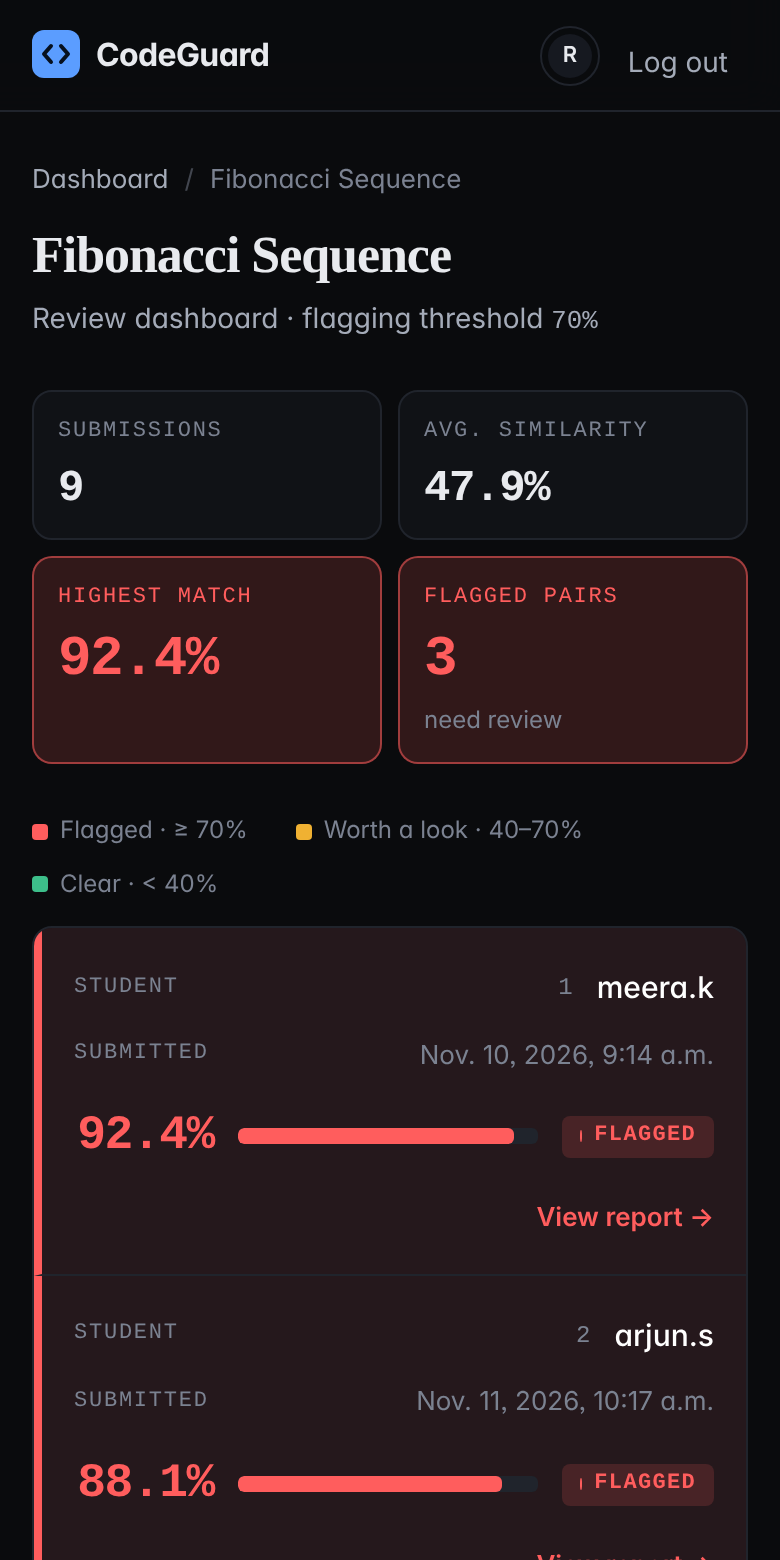 CodeGuard R Log out
Dashboard / Fibonacci Sequence
Fibonacci Sequence
Review dashboard · flagging threshold 70%
SUBMISSIONS
9
AVG. SIMILARITY
47.9%
HIGHEST MATCH
92.4%
FLAGGED PAIRS
3
need review
Flagged · ≥ 70% Worth a look · 40–70%
Clear · < 40%
STUDENT 1 meera.k
SUBMITTED Nov. 10, 2026, 9:14 a.m.
92.4% FLAGGED
View report →
STUDENT 2 arjun.s
SUBMITTED Nov. 11, 2026, 10:17 a.m.
88.1% FLAGGED